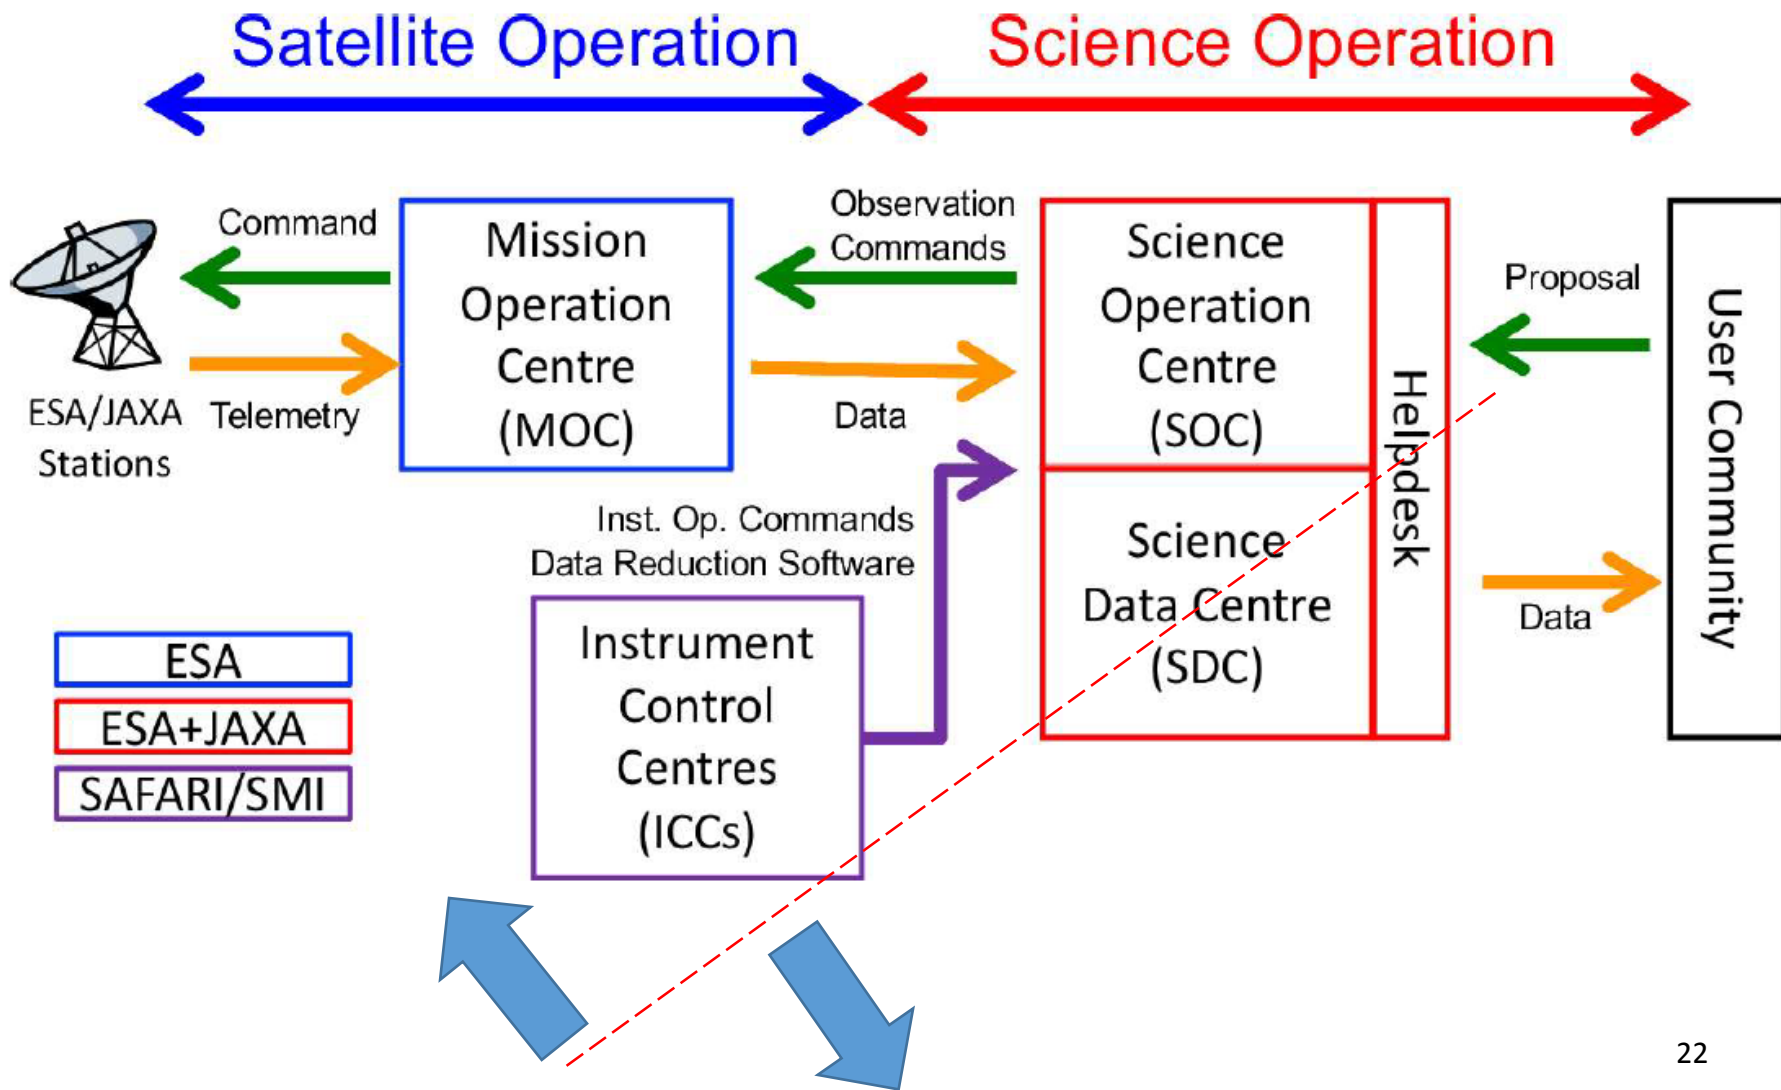 Satellite Operation
Science Operation
Command
Telemetry
ESA/JAXA
Stations
Mission
Operation
Centre
(MOC)
Observation
Commands
Data
Science
Operation
Centre
(SOC)
Helpdesk
Proposal
Data
User Community
Inst. Op. Commands
Data Reduction Software
Science
Data Centre
(SDC)
Instrument
Control
Centres
(ICCs)
ESA
ESA+JAXA
SAFARI/SMI
22